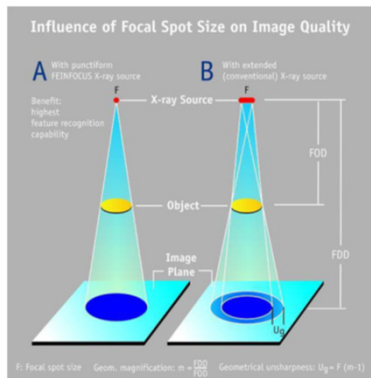 Influence of Focal Spot Size on Image Quality
A With punctiform
FEINFOCUS X-ray source
B With extended
(conventional) X-ray source
Benefit:
highest
feature recognition
capability
F
X-ray Source
F
FOD
Object
FDD
Image
Plane
Ug
F: Focal spot size Geom. magnification: m = FDD/FOD Geometrical unsharpness: Ug = F (m-1)